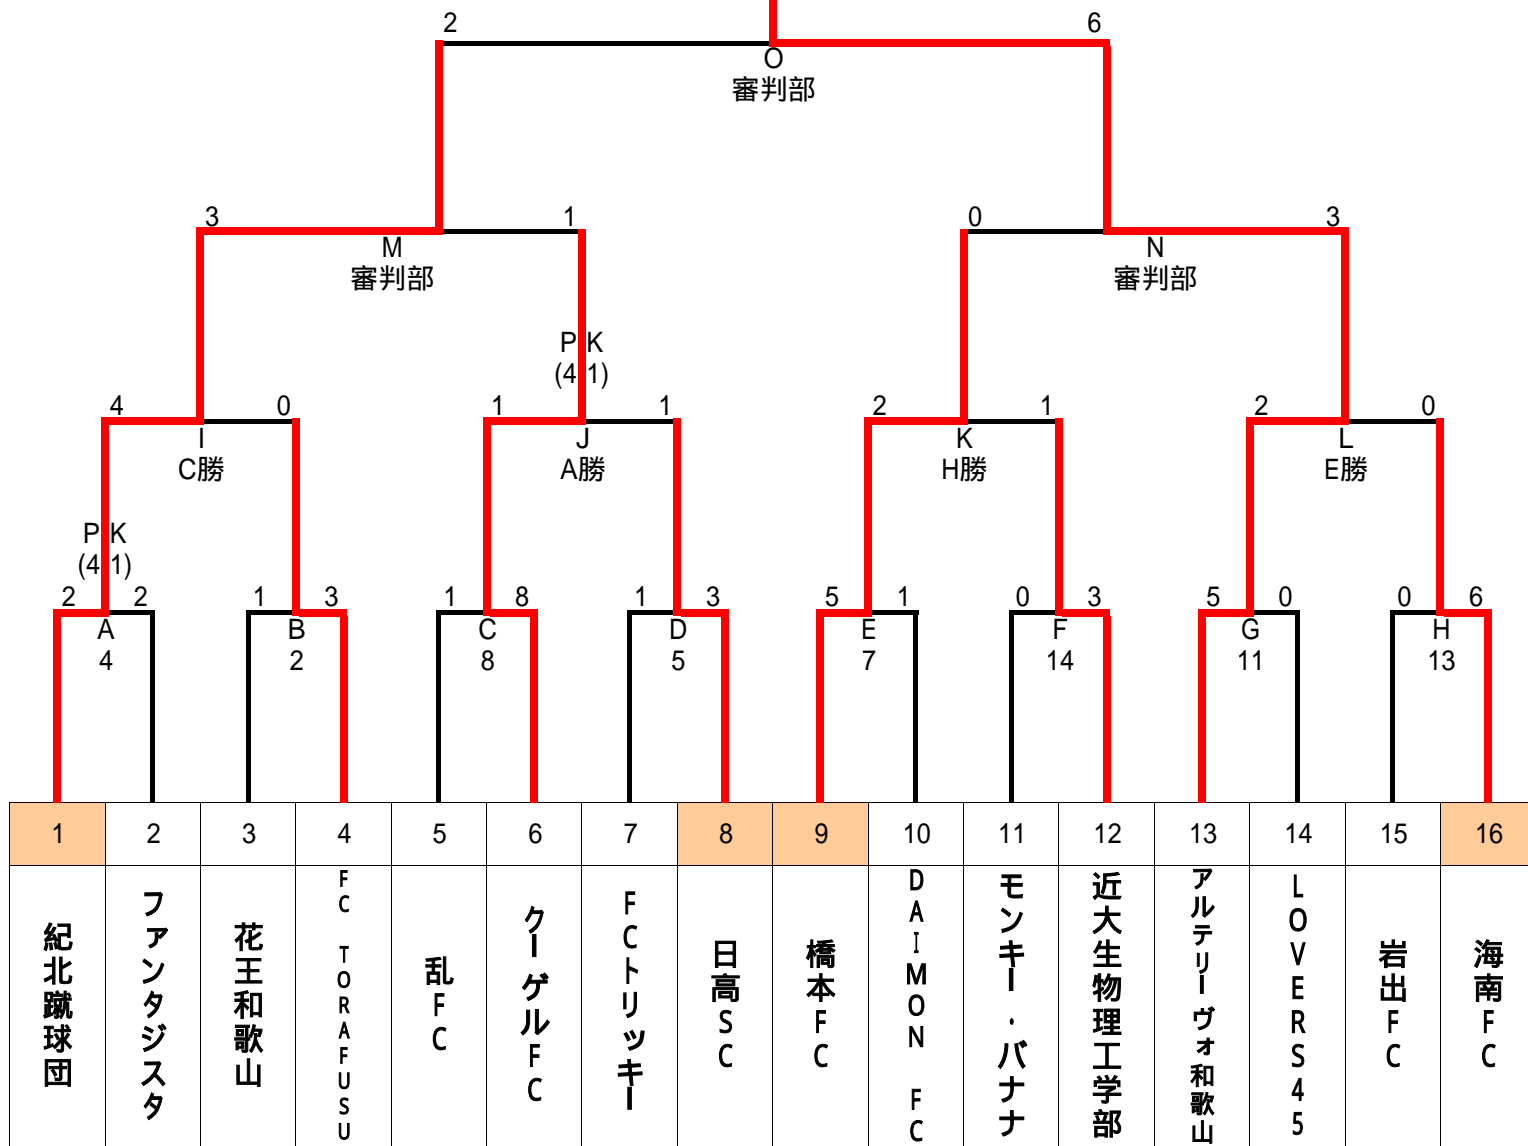 2 6
O
審判部
3 1 0 3
M N
審判部 審判部
PK
(4 1)
4 0 1 1 2 1 2 0
I J K L
C勝 A勝 H勝 E勝
PK
(4 1)
2 2 1 3 1 8 1 3 5 1 0 3 5 0 0 6
A B C D E F G H
4 2 8 5 7 14 11 13
1 2 3 4 5 6 7 8 9 10 11 12 13 14 15 16
紀北蹴球団
ファンタジスタ
花王和歌山
FC TORAFUSU
乱FC
クーゲルFC
FCトリッキー
日高SC
橋本FC
DAIMON FC
モンキー・バナナ
近大生物理工学部
アルテリーヴォ和歌山
LOVERS45
岩出FC
海南FC